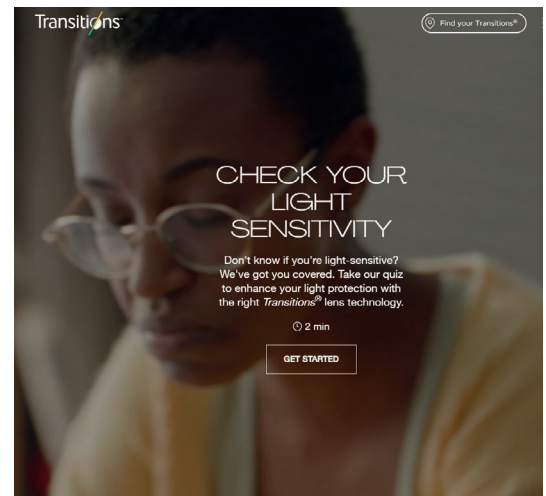 Transitions™
Find your Transitions®
CHECK YOUR
LIGHT
SENSITIVITY
Don't know if you're light-sensitive?
We've got you covered. Take our quiz
to enhance your light protection with
the right Transitions® lens technology.
2 min
GET STARTED